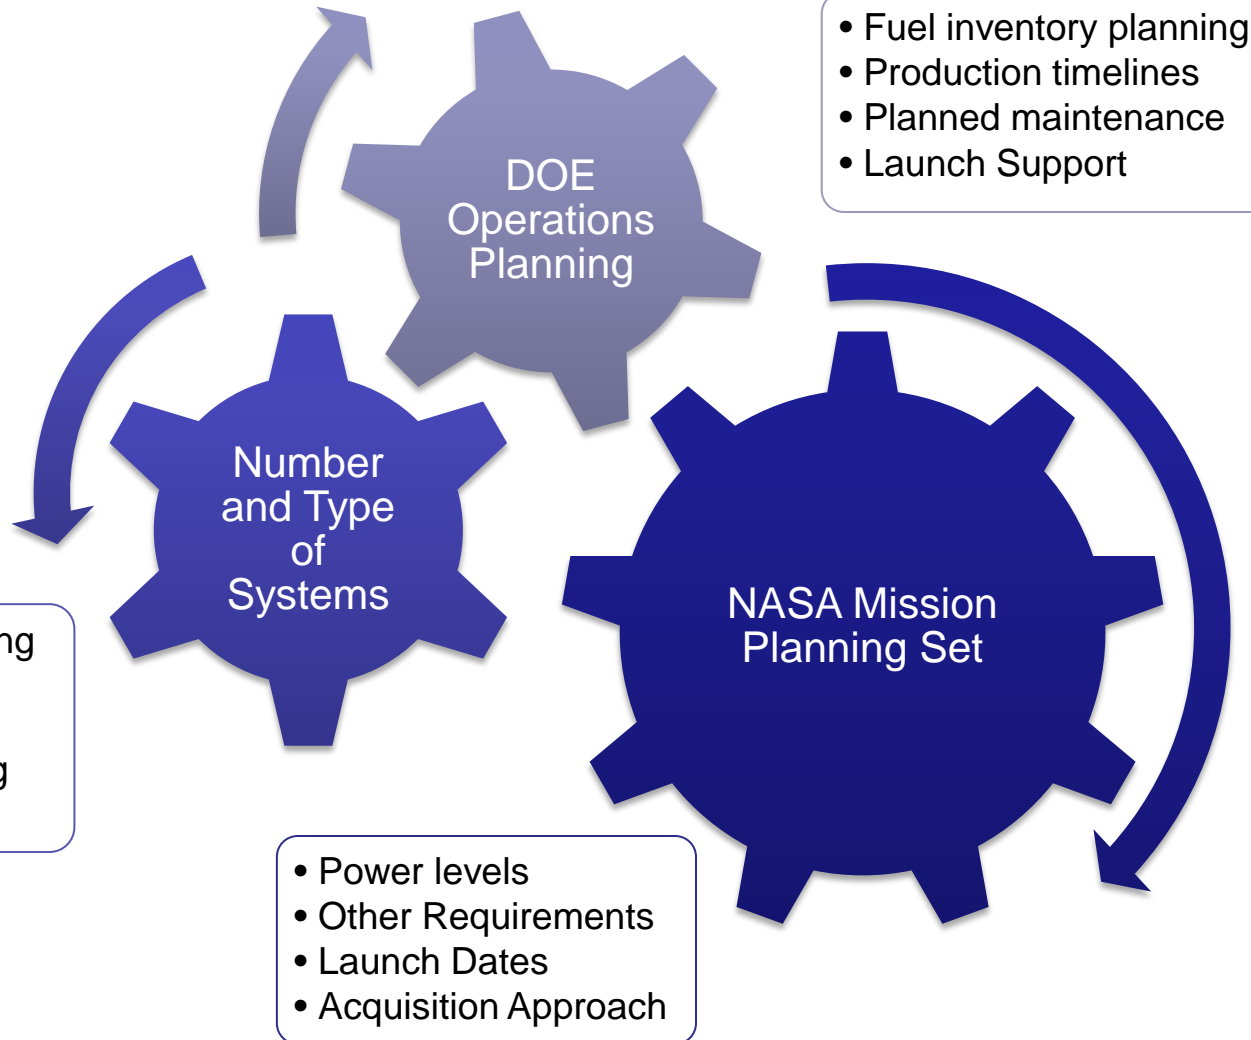 • Fuel inventory planning
• Production timelines
• Planned maintenance
• Launch Support
DOE
Operations
Planning
Number
and Type
of
Systems
NASA Mission
Planning Set
• Power levels
• Other Requirements
• Launch Dates
• Acquisition Approach